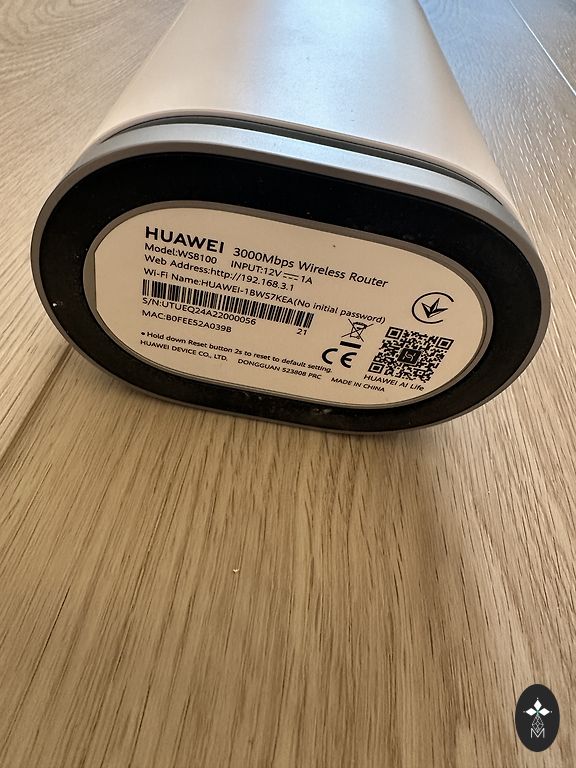 HUAWEI 3000Mbps Wireless Router
Model:WS8100 INPUT:12V⎓1A
Web Address:http://192.168.3.1
Wi-Fi Name:HUAWEI-1BWS7KEA(No initial password)
S/N:UTUEQ24A22000056 21
MAC:B0FEE52A039B
● Hold down Reset button 2s to reset to default setting.
HUAWEI DEVICE CO., LTD. DONGGUAN 523808 PRC MADE IN CHINA
CE
HUAWEI AI Life
M